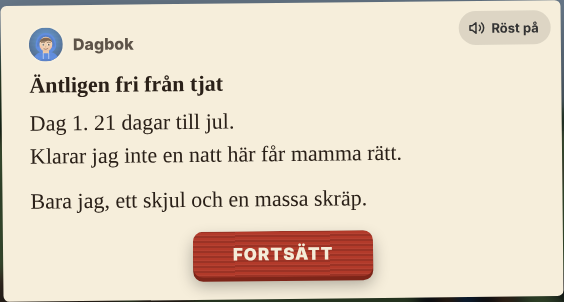 Röst på
Dagbok
Äntligen fri från tjat
Dag 1. 21 dagar till jul.
Klarar jag inte en natt här får mamma rätt.
Bara jag, ett skjul och en massa skräp.
FORTSÄTT